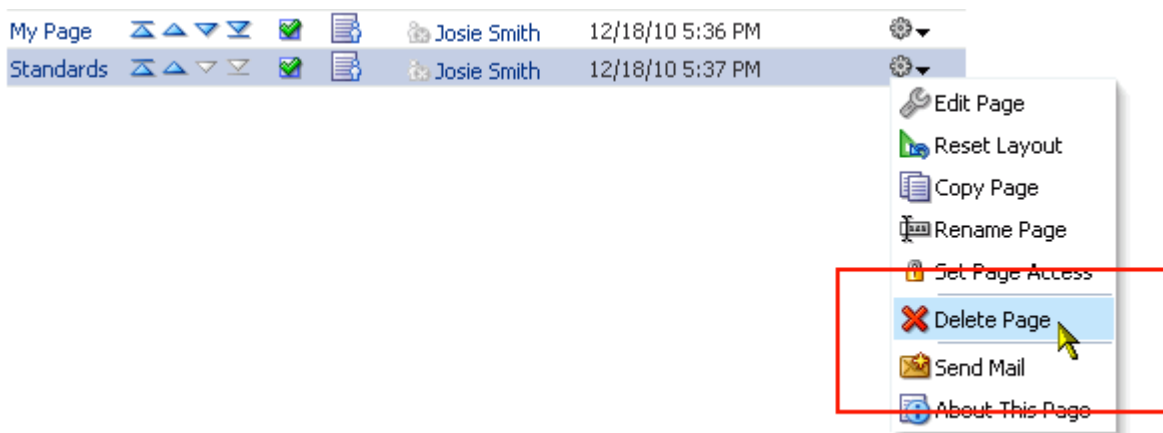 My Page Josie Smith 12/18/10 5:36 PM
Standards Josie Smith 12/18/10 5:37 PM
Edit Page
Reset Layout
Copy Page
Rename Page
Set Page Access
Delete Page
Send Mail
About This Page